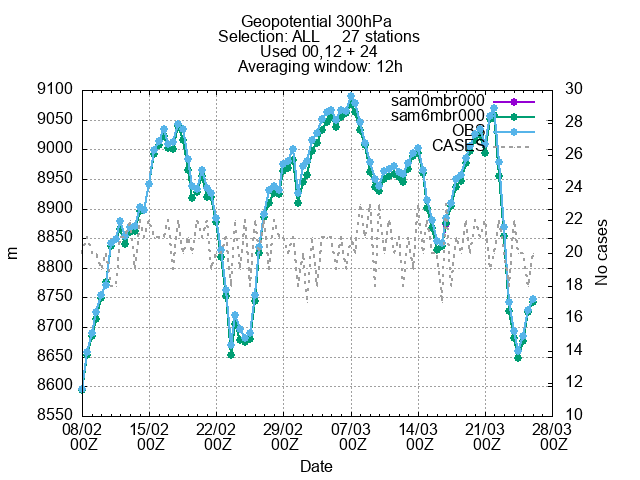 Geopotential 300hPa
Selection: ALL 27 stations
Used 00,12 + 24
Averaging window: 12h
sam0mbr000
sam6mbr000
OBS
CASES
9100
9050
9000
8950
8900
8850
8800
8750
8700
8650
8600
8550
m
30
28
26
24
22
20
18
16
14
12
10
No cases
08/02 15/02 22/02 29/02 07/03 14/03 21/03 28/03
00Z 00Z 00Z 00Z 00Z 00Z 00Z 00Z
Date